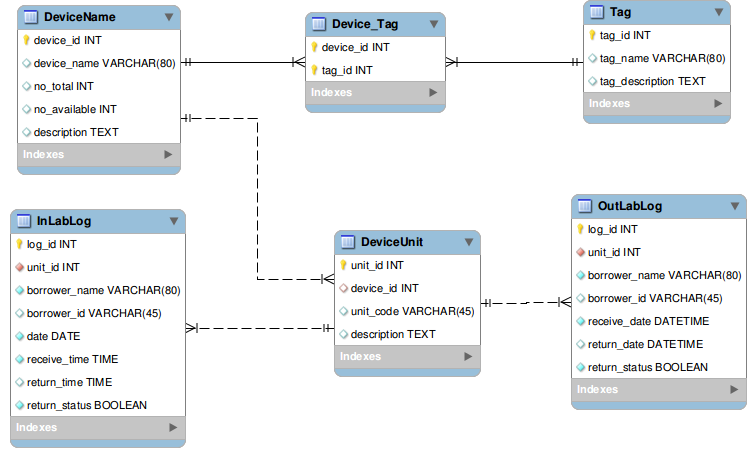 DeviceName
device_id INT
device_name VARCHAR(80)
no_total INT
no_available INT
description TEXT
Indexes
Device_Tag
device_id INT
tag_id INT
Indexes
Tag
tag_id INT
tag_name VARCHAR(80)
tag_description TEXT
Indexes
InLabLog
log_id INT
unit_id INT
borrower_name VARCHAR(80)
borrower_id VARCHAR(45)
date DATE
receive_time TIME
return_time TIME
return_status BOOLEAN
Indexes
DeviceUnit
unit_id INT
device_id INT
unit_code VARCHAR(45)
description TEXT
Indexes
OutLabLog
log_id INT
unit_id INT
borrower_name VARCHAR(80)
borrower_id VARCHAR(45)
receive_date DATETIME
return_date DATETIME
return_status BOOLEAN
Indexes